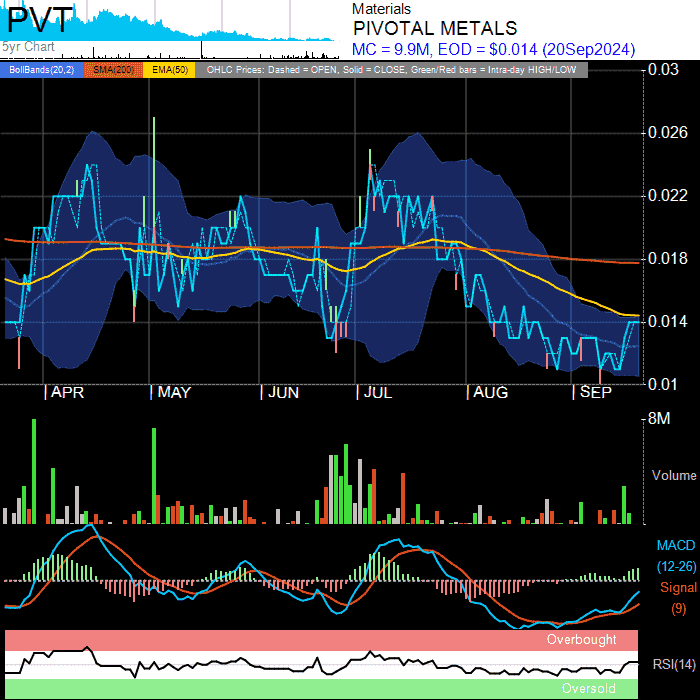 PVT
5yr Chart
Materials
PIVOTAL METALS
MC = 9.9M, EOD = $0.014 (20Sep2024)
BollBands(20,2) SMA(200) EMA(50) OHLC Prices: Dashed = OPEN, Solid = CLOSE, Green/Red bars = Intra-day HIGH/LOW
0.03
0.026
0.022
0.018
0.014
0.01
APR MAY JUN JUL AUG SEP
8M
Volume
MACD
(12-26)
Signal
(9)
Overbought
RSI(14)
Oversold